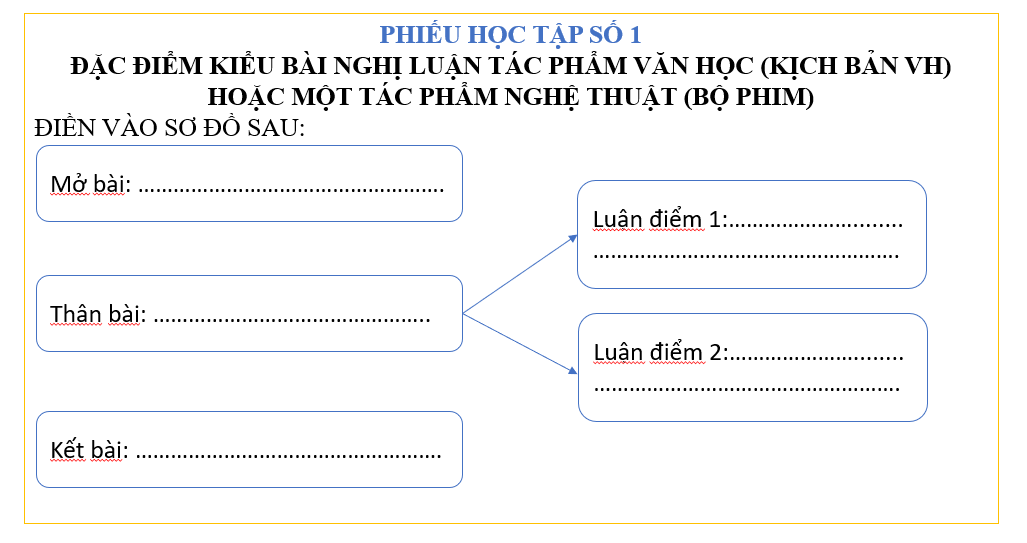 PHIẾU HỌC TẬP SỐ 1
ĐẶC ĐIỂM KIỂU BÀI NGHỊ LUẬN TÁC PHẨM VĂN HỌC (KỊCH BẢN VH)
HOẶC MỘT TÁC PHẨM NGHỆ THUẬT (BỘ PHIM)
ĐIỀN VÀO SƠ ĐỒ SAU:
Mở bài: …………………………………………….
Luận điểm 1:…………………........
…………………………………………….
Thân bài: ………………………………………..
Luận điểm 2:…………………........
…………………………………………….
Kết bài: …………………………………………….